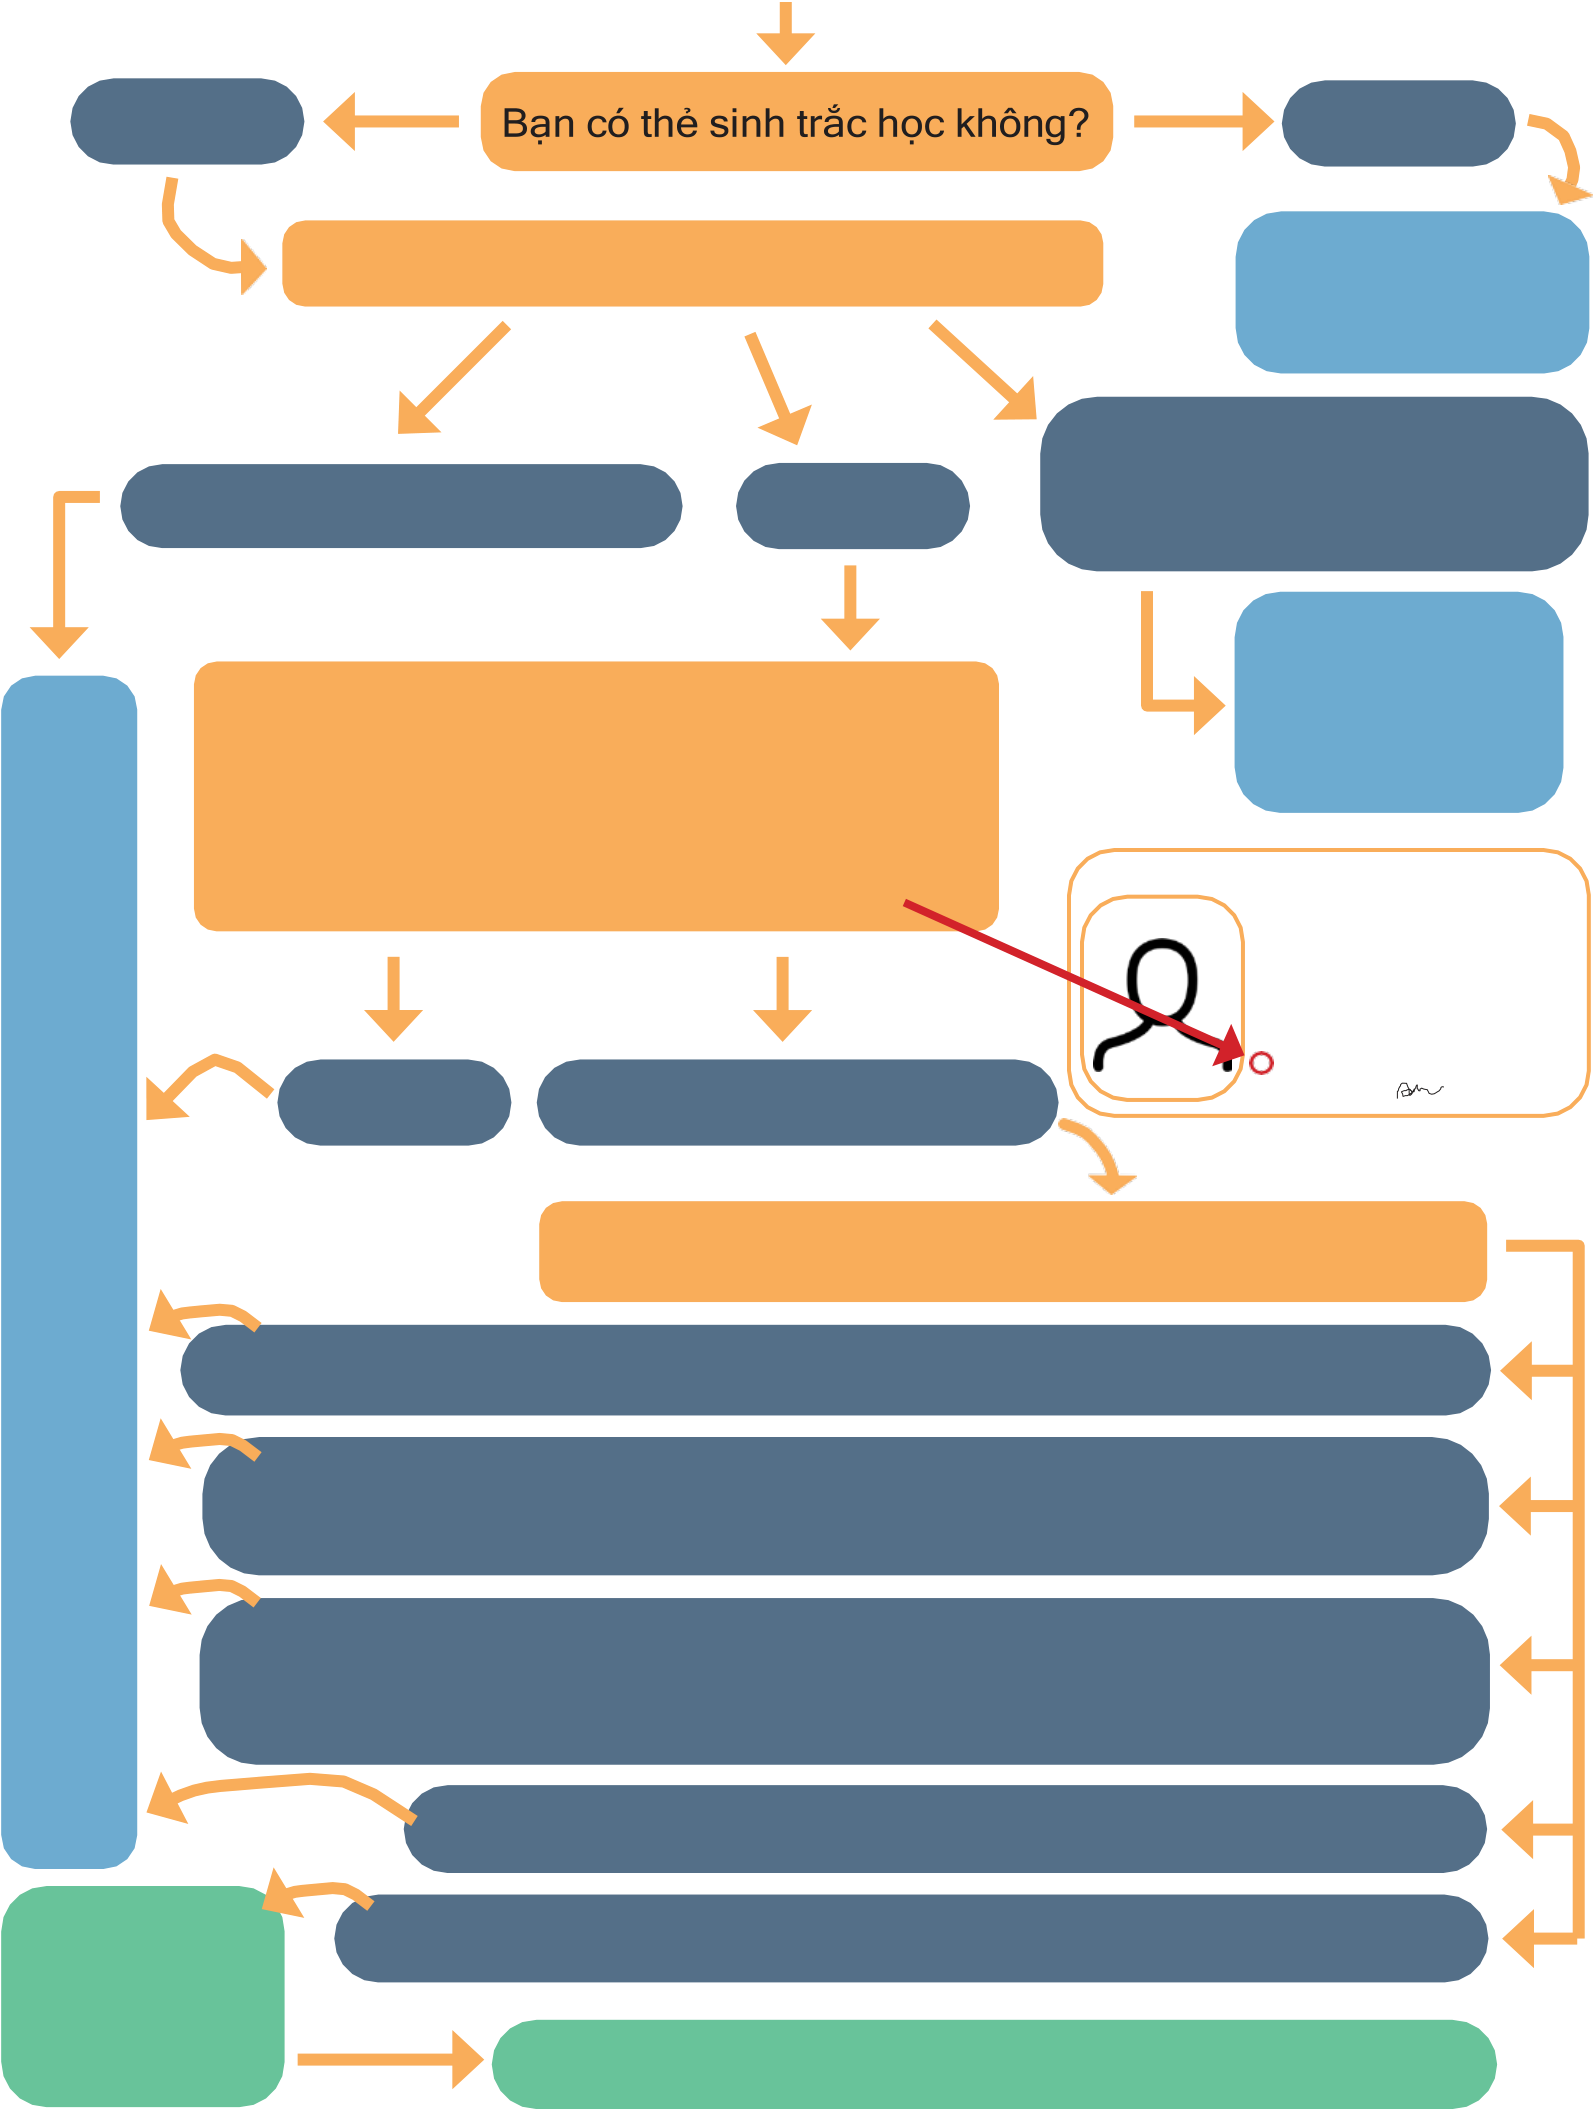 Bạn có thẻ sinh trắc học không?